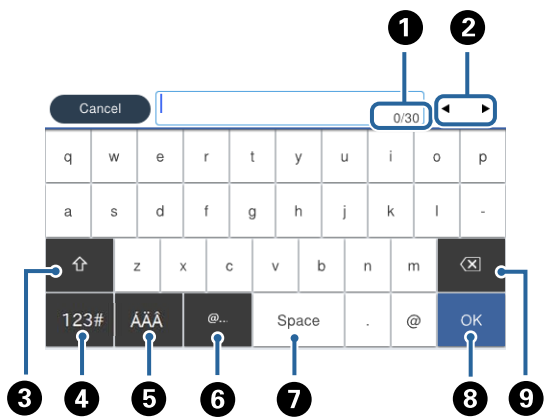 1 2
Cancel 0/30
q w e r t y u i o p
a s d f g h j k l -
z x c v b n m
123# ÁÄÂ @... Space . @ OK
3 4 5 6 7 8 9